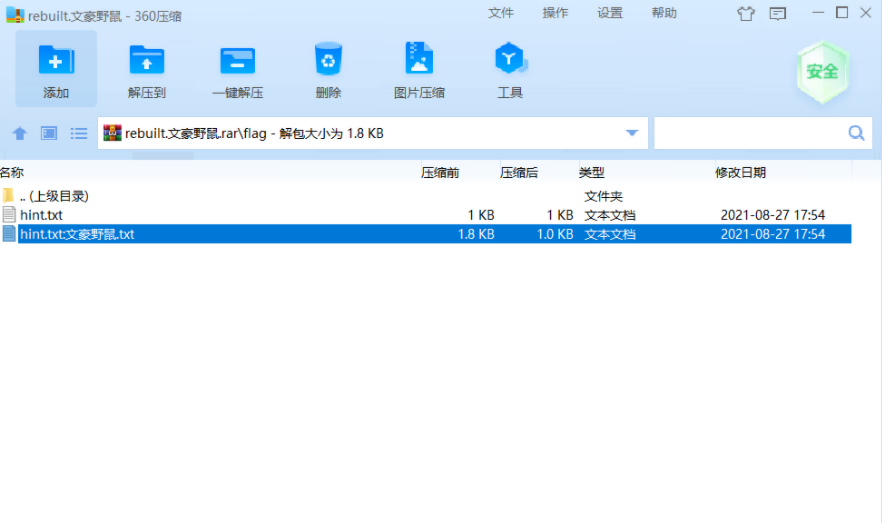 rebuilt.文豪野鼠 - 360压缩
文件 操作 设置 帮助
添加 解压到 一键解压 删除 图片压缩 工具
安全
rebuilt.文豪野鼠.rar\flag - 解包大小为 1.8 KB
名称 压缩前 压缩后 类型 修改日期
.. (上级目录) 文件夹
hint.txt 1 KB 1 KB 文本文档 2021-08-27 17:54
hint.txt:文豪野鼠.txt 1.8 KB 1.0 KB 文本文档 2021-08-27 17:54